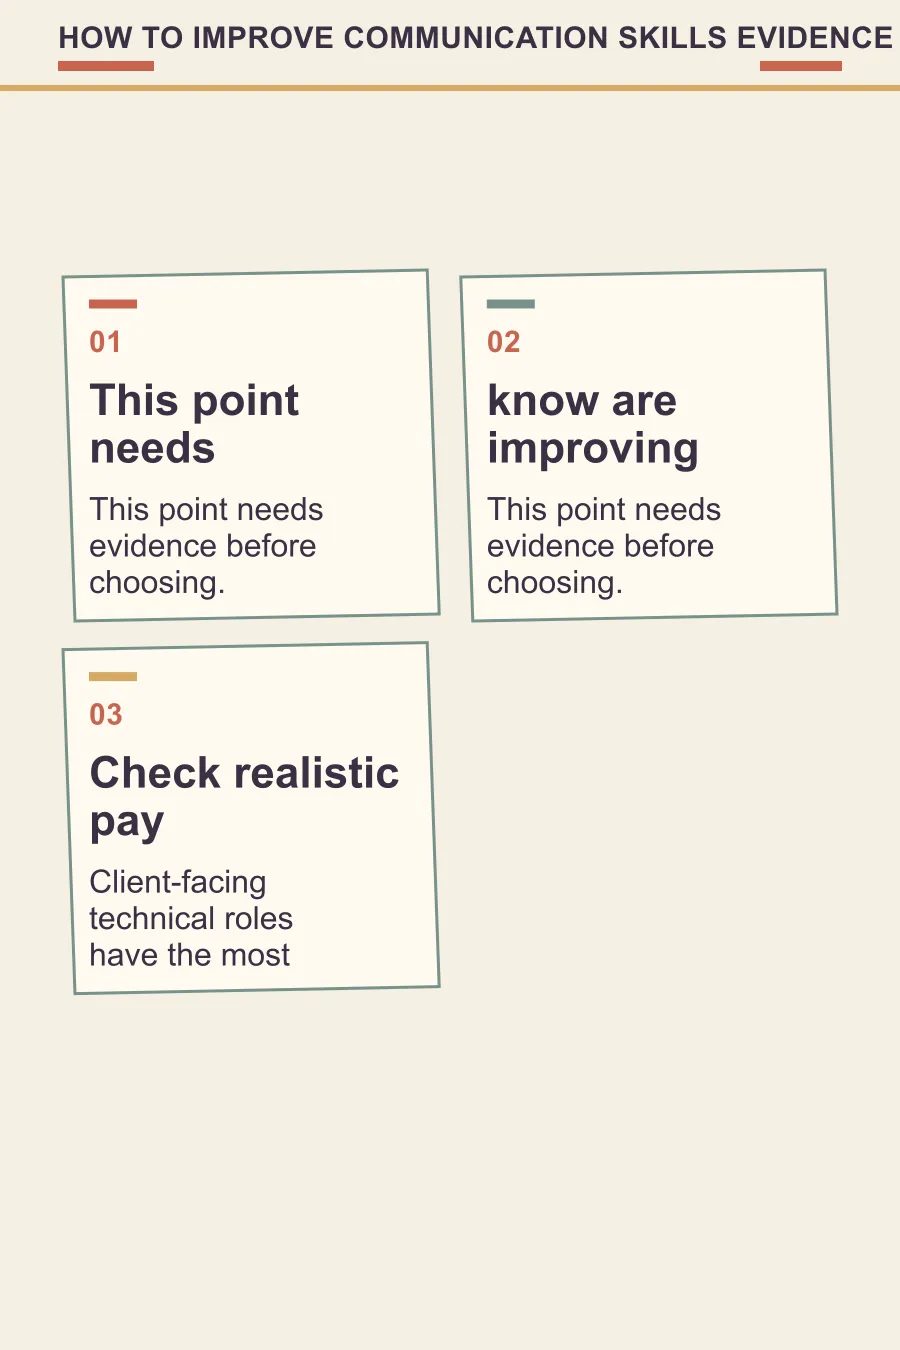 HOW TO IMPROVE COMMUNICATION SKILLS EVIDENCE
01
This point
needs
This point needs
evidence before
choosing.
02
know are
improving
This point needs
evidence before
choosing.
03
Check realistic
pay
Client-facing
technical roles
have the most